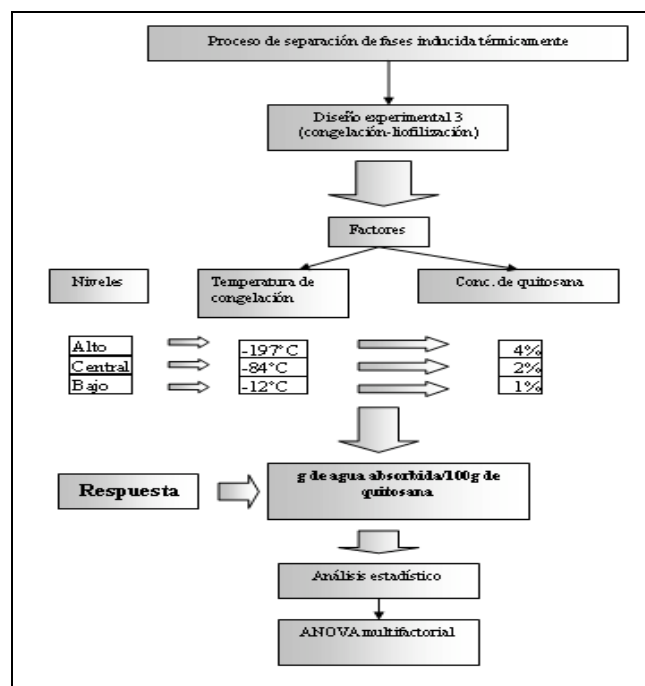 Proceso de separación de fases inducida térmicamente
Diseño experimental 3
(congelación-liofilización)
Factores
Niveles
Temperatura de
congelación
Conc. de quitosana
Alto
-197°C
4%
Central
-84°C
2%
Bajo
-12°C
1%
Respuesta
g de agua absorbida/100g de
quitosana
Análisis estadístico
ANOVA multifactorial